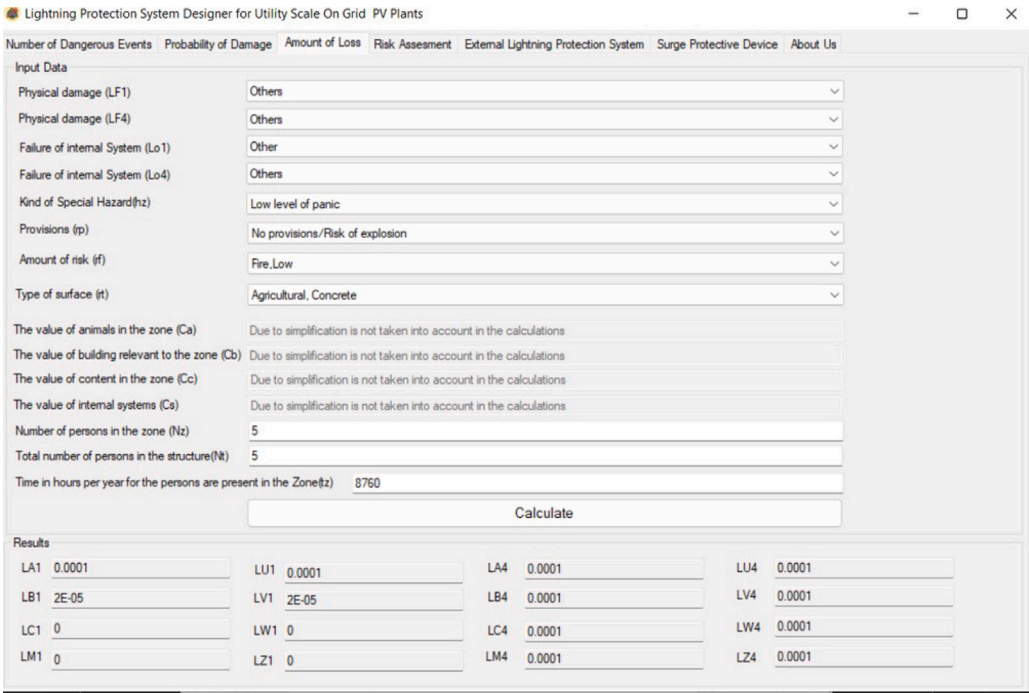 Lightning Protection System Designer for Utility Scale On Grid PV Plants
Number of Dangerous Events Probability of Damage Amount of Loss Risk Assesment External Lightning Protection System Surge Protective Device About Us
Input Data
Physical damage (LF1) Others
Physical damage (LF4) Others
Failure of internal System (Lo1) Other
Failure of internal System (Lo4) Others
Kind of Special Hazard(hz) Low level of panic
Provisions (rp) No provisions/Risk of explosion
Amount of risk (rf) Fire,Low
Type of surface (rt) Agricultural, Concrete
The value of animals in the zone (Ca) Due to simplification is not taken into account in the calculations
The value of building relevant to the zone (Cb) Due to simplification is not taken into account in the calculations
The value of content in the zone (Cc) Due to simplification is not taken into account in the calculations
The value of internal systems (Cs) Due to simplification is not taken into account in the calculations
Number of persons in the zone (Nz) 5
Total number of persons in the structure(Nt) 5
Time in hours per year for the persons are present in the Zone(tz) 8760
Calculate
Results
LA1 0.0001 LU1 0.0001 LA4 0.0001 LU4 0.0001
LB1 2E-05 LV1 2E-05 LB4 0.0001 LV4 0.0001
LC1 0 LW1 0 LC4 0.0001 LW4 0.0001
LM1 0 LZ1 0 LM4 0.0001 LZ4 0.0001